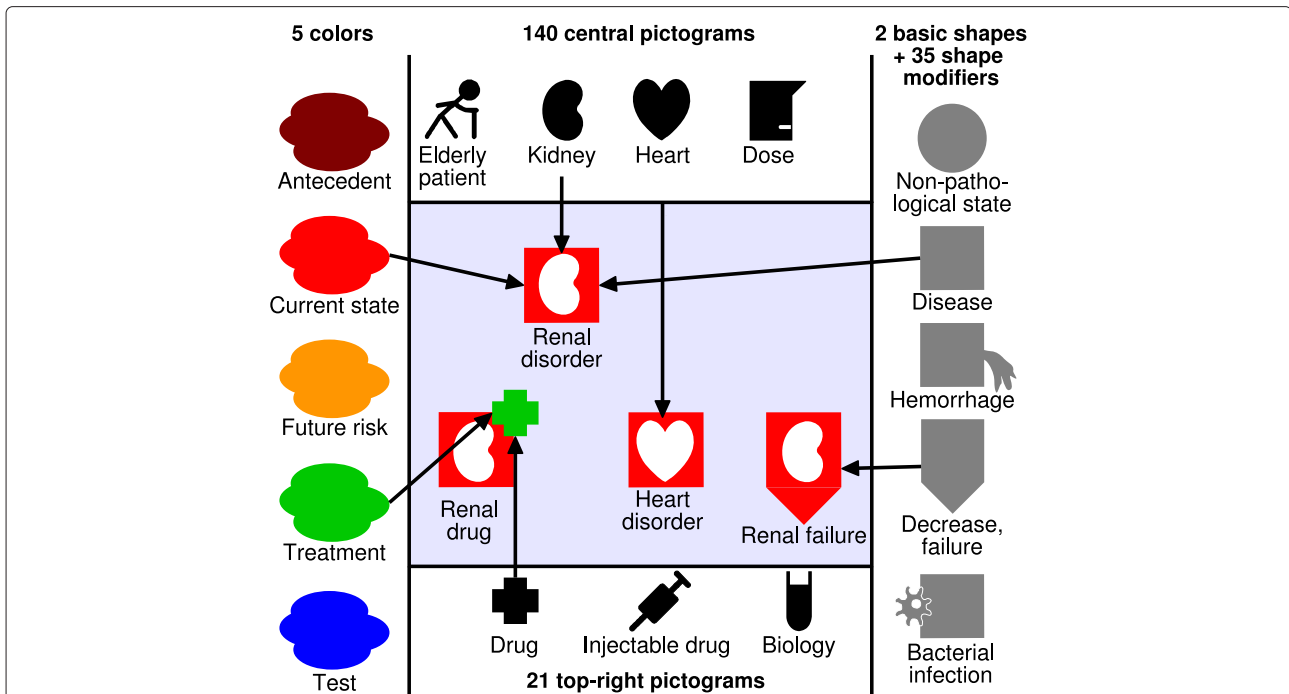 5 colors
Antecedent
Current state
Future risk
Treatment
Test
140 central pictograms
Elderly
patient
Kidney
Heart
Dose
Renal
disorder
Renal
drug
Heart
disorder
Renal failure
Drug
Injectable drug
Biology
21 top-right pictograms
2 basic shapes
+ 35 shape
modifiers
Non-patho-
logical state
Disease
Hemorrhage
Decrease,
failure
Bacterial
infection